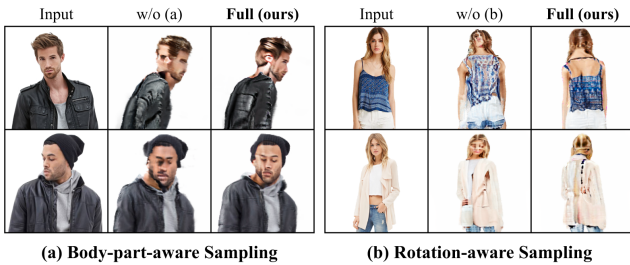 Input w/o (a) Full (ours) Input w/o (b) Full (ours)
(a) Body-part-aware Sampling (b) Rotation-aware Sampling